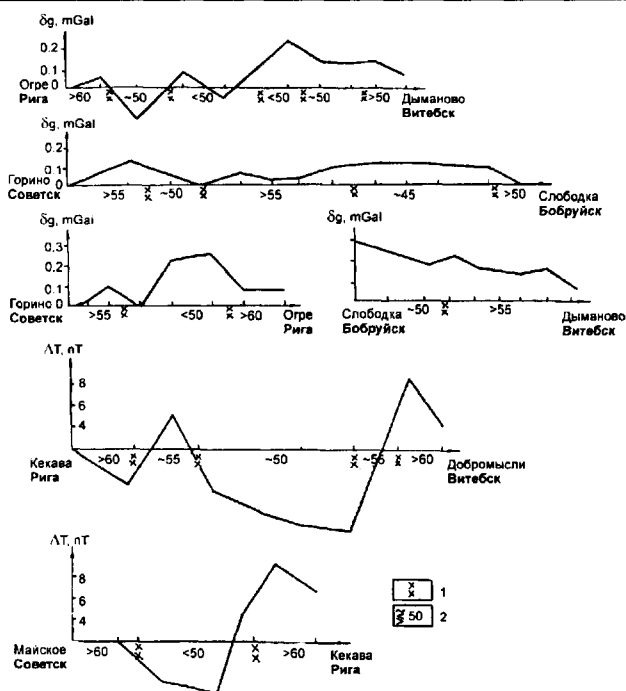 δg, mGal
0.2
0.1
Огре 0
Рига
>60 ~50 <50 <50 ~50 >50
Дыманово
Витебск
δg, mGal
0.2
0.1
0
Горино
Советск
>55 ~50 >55 ~45 >50
Слободка
Бобруйск
δg, mGal
0.3
0.2
0.1
0
Горино
Советск
>55 <50 >60
Огре
Рига
δg, mGal
Слободка
Бобруйск
~50 >55
Дыманово
Витебск
ΔT, nT
8
6
4
Кекава
Рига
>60 ~55 ~50 ~55 >60
Добромысли
Витебск
ΔT, nT
8
6
4
Майское
Советск
>60 <50 >60
Кекава
Рига
1
50 2